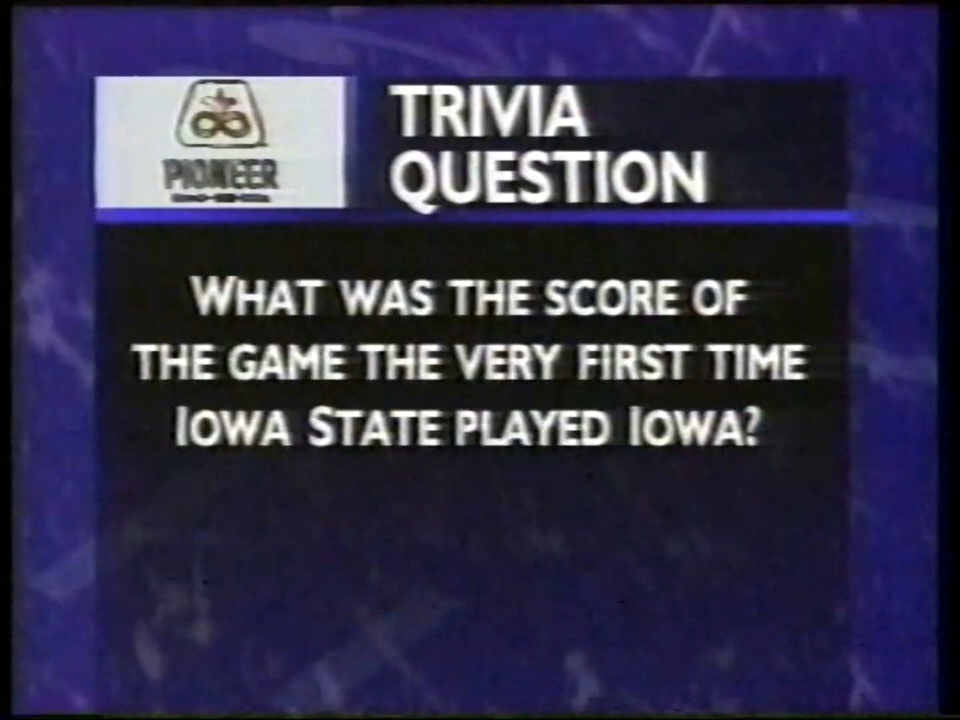 PIONEER
TRIVIA
QUESTION
WHAT WAS THE SCORE OF
THE GAME THE VERY FIRST TIME
IOWA STATE PLAYED IOWA?